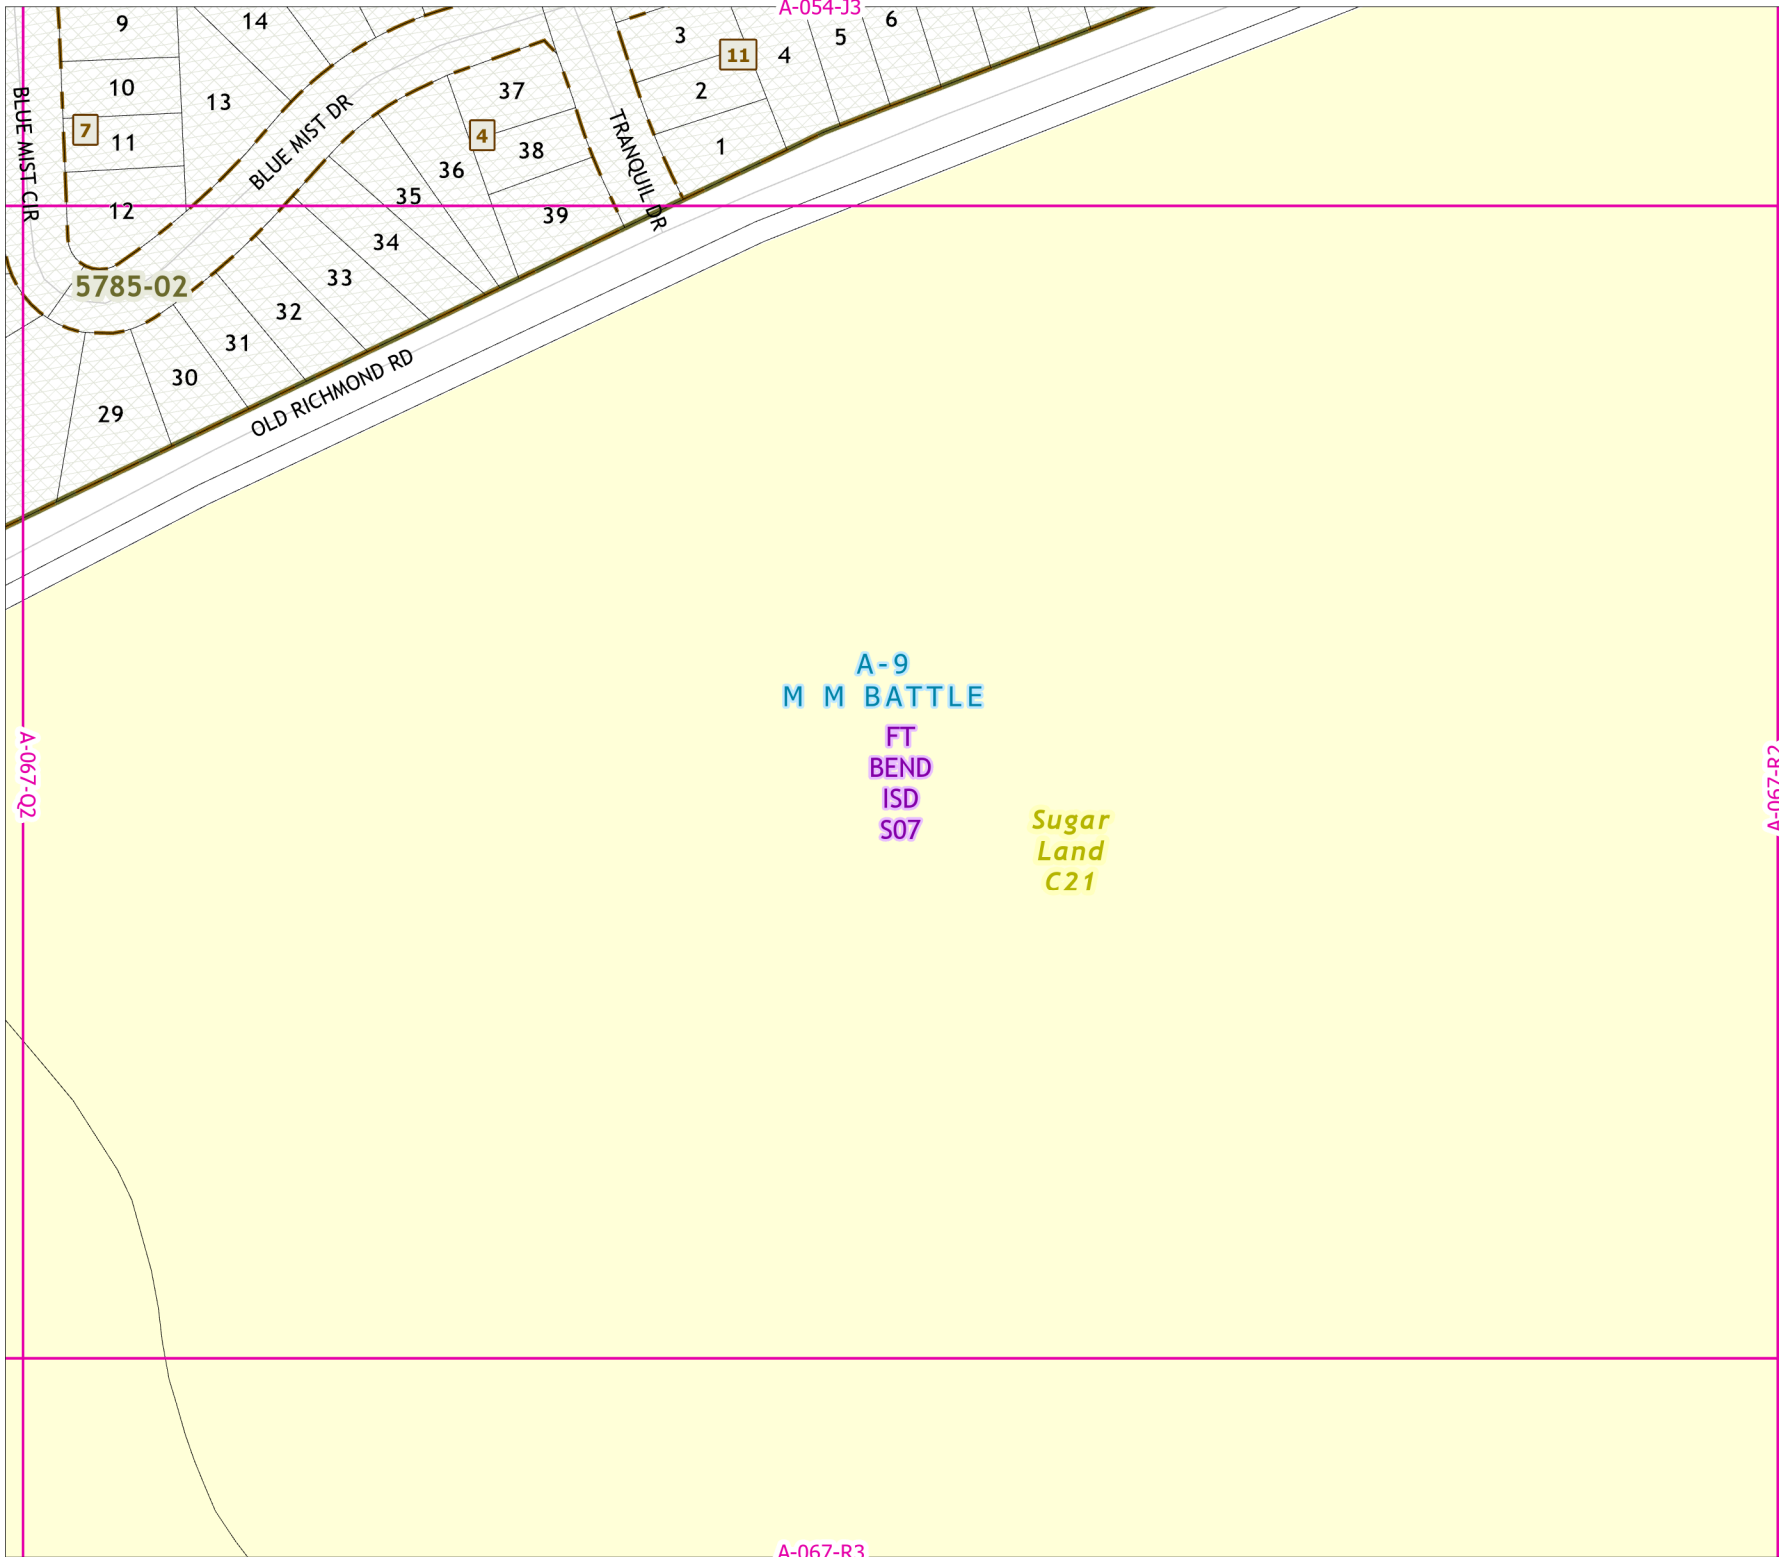 A-054-J3
9
14
6
3
11
5
4
10
13
37
2
BLUE MIST CIR
7
11
BLUE MIST DR
4
38
TRANQUIL DR
1
36
35
12
39
34
5785-02
33
32
31
30
OLD RICHMOND RD
29
A-9
M M BATTLE
FT
BEND
ISD
S07
Sugar
Land
C21
A-067-Q2
A-067-R2
A-067-R3